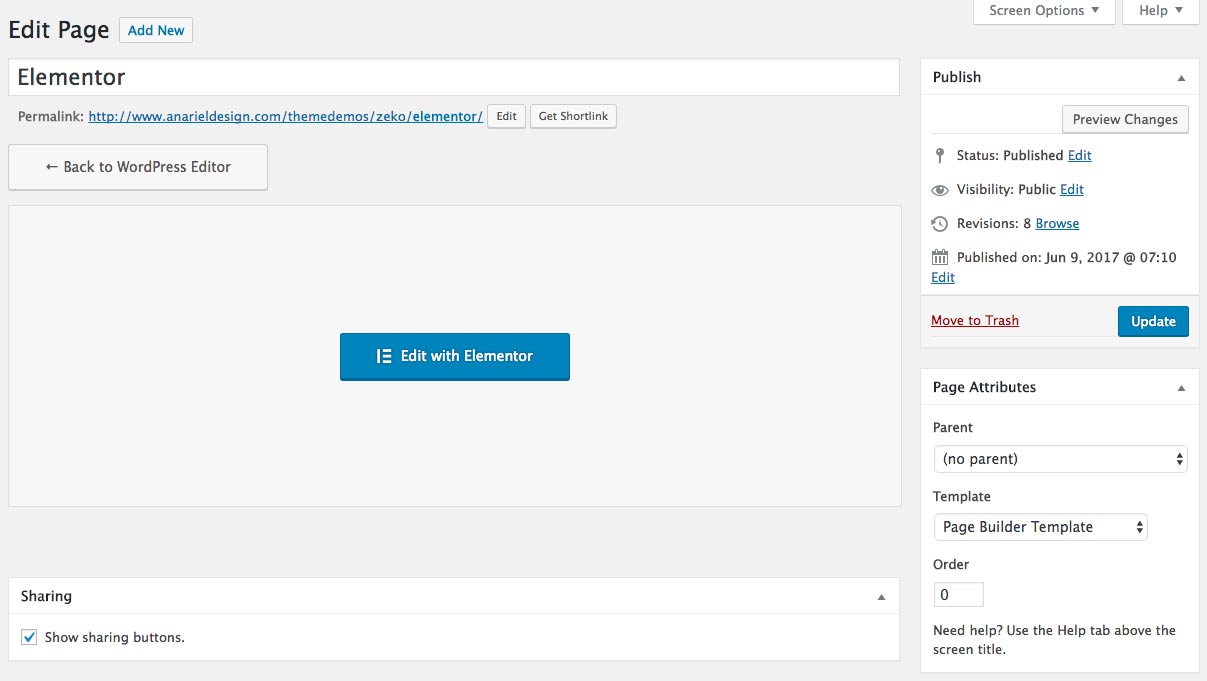 Screen Options ▼ Help ▼
Edit Page Add New
Elementor
Permalink: http://www.anarieldesign.com/themedemos/zeko/elementor/ Edit Get Shortlink
← Back to WordPress Editor
Edit with Elementor
Sharing
Show sharing buttons.
Publish
Preview Changes
Status: Published Edit
Visibility: Public Edit
Revisions: 8 Browse
Published on: Jun 9, 2017 @ 07:10
Edit
Move to Trash Update
Page Attributes
Parent
(no parent)
Template
Page Builder Template
Order
0
Need help? Use the Help tab above the
screen title.